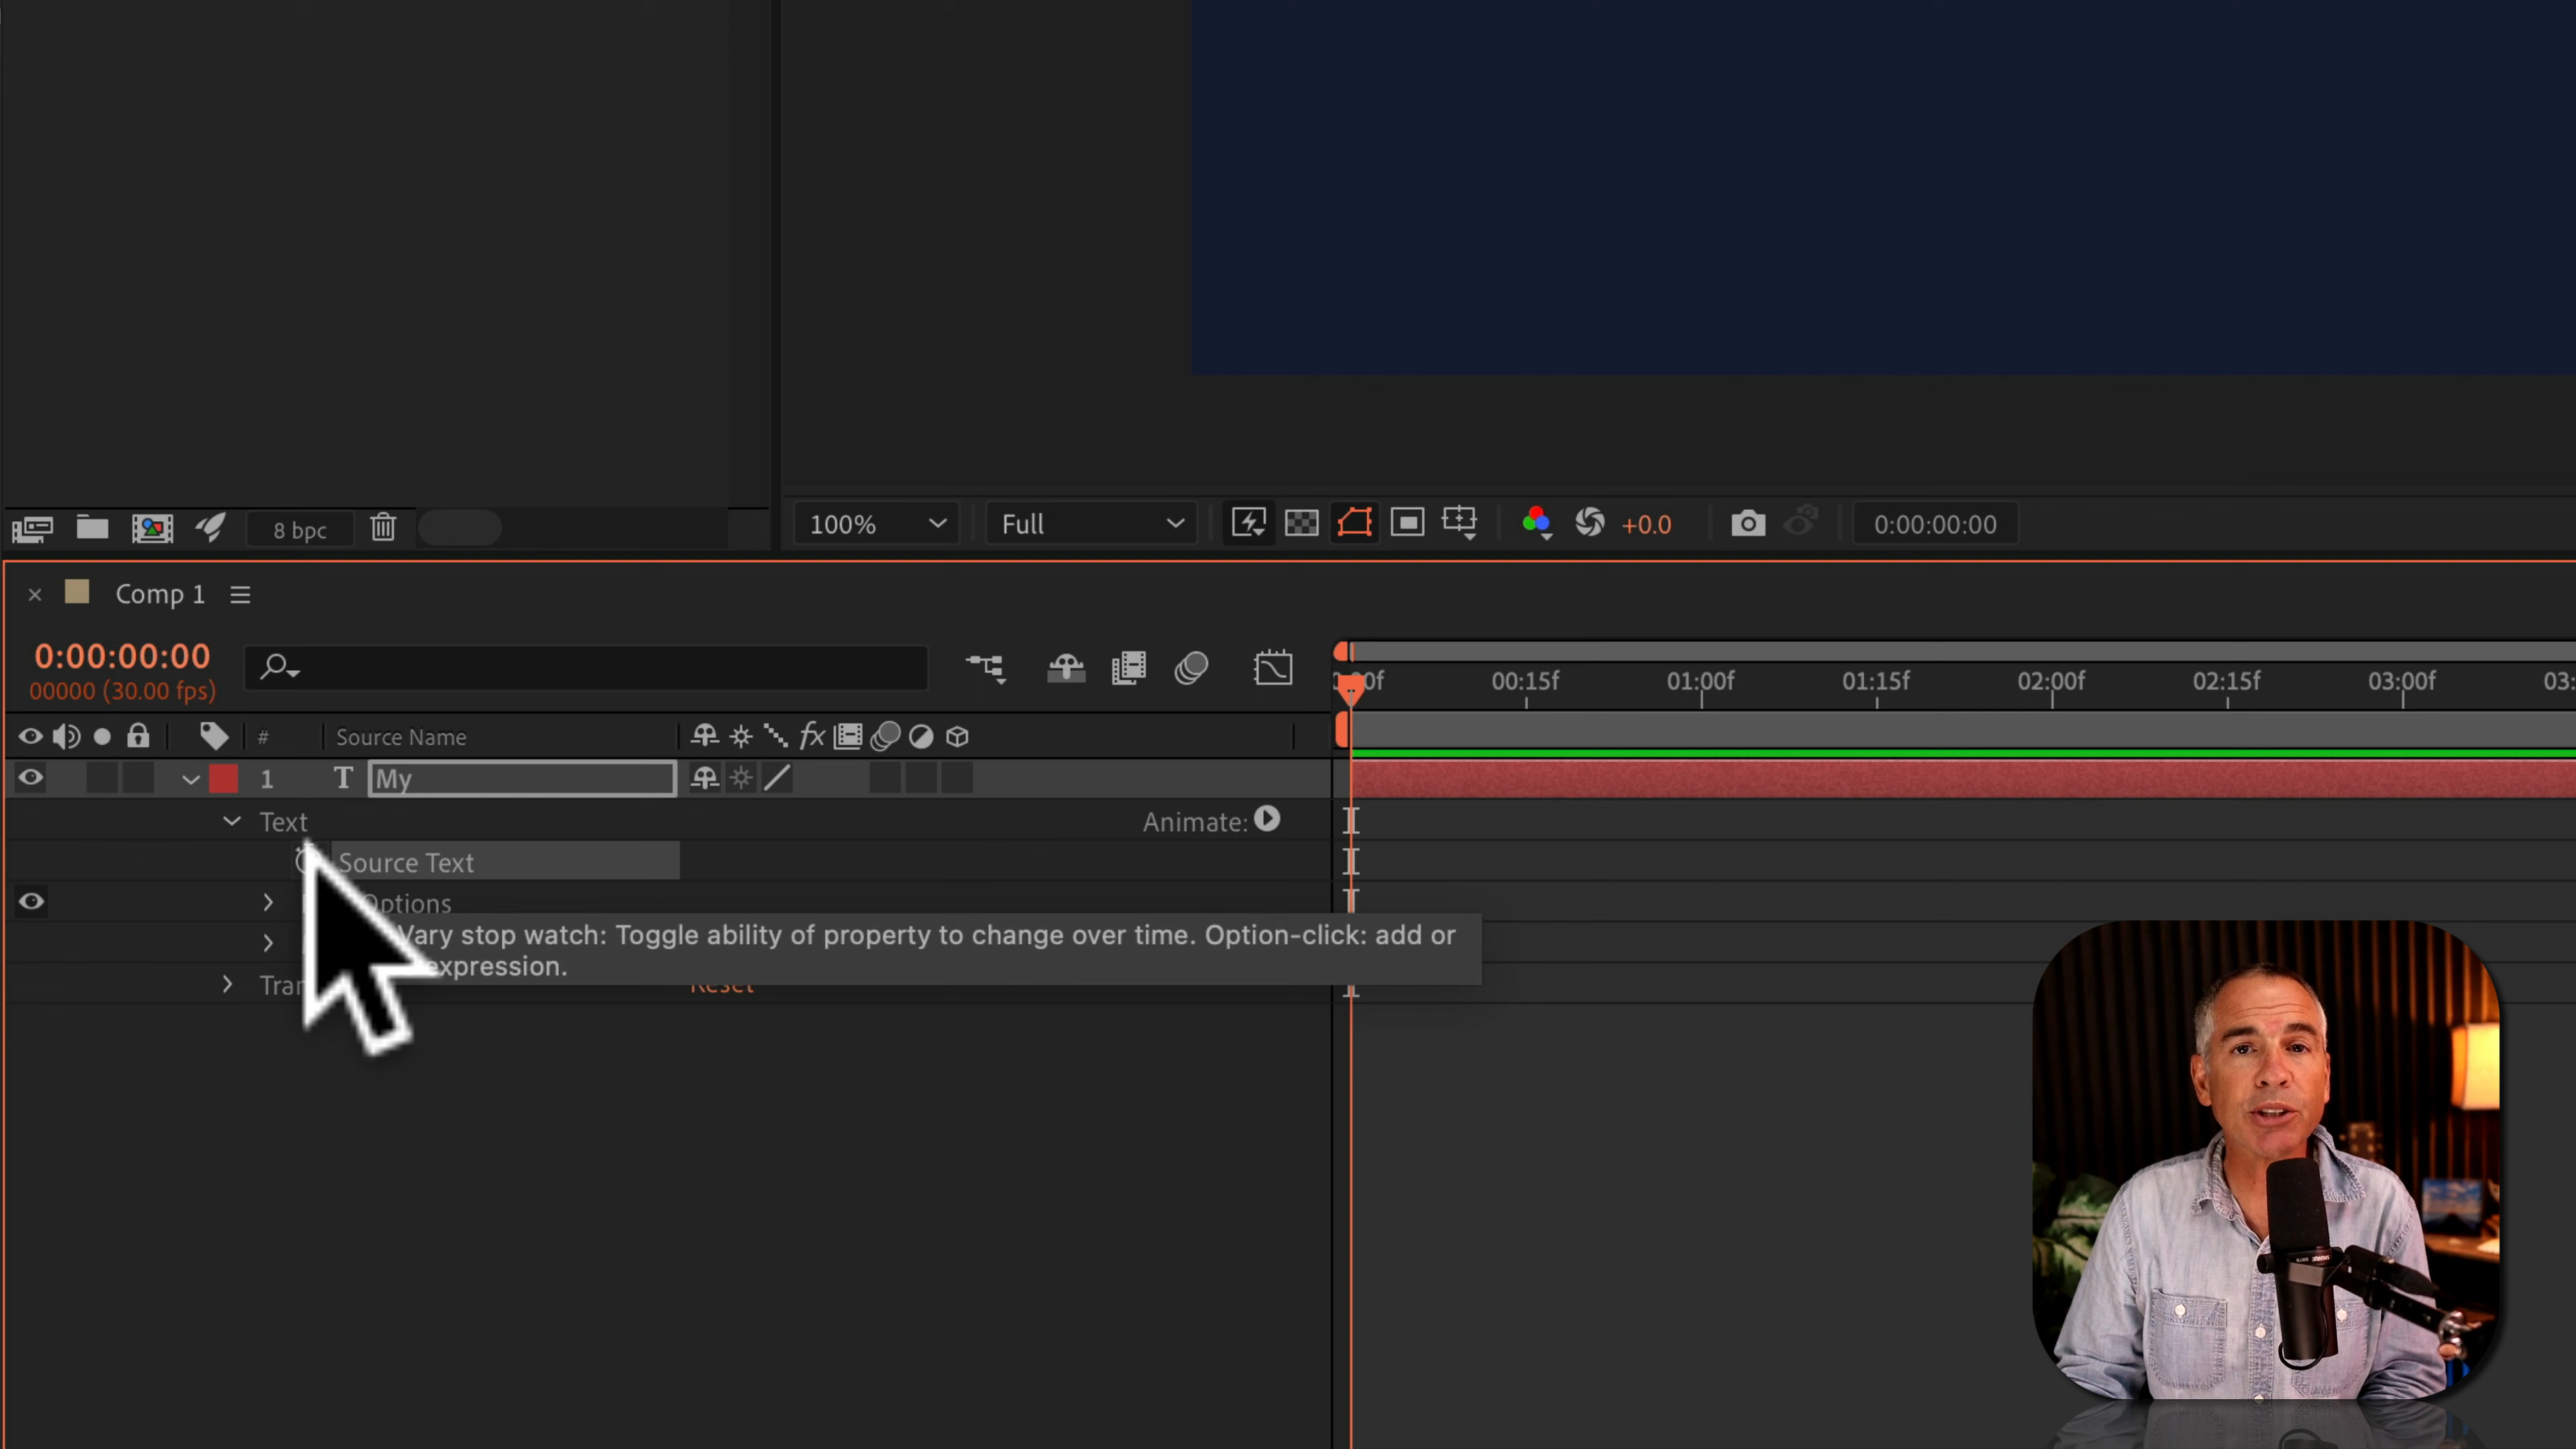 8 bpc
100%
Full
+0.0
0:00:00:00
Comp 1
0:00:00:00
00000 (30.00 fps)
00:15f
01:00f
01:15f
02:00f
02:15f
03:00f
#
Source Name
fx
1
T
My
Text
Animate:
Source Text
Options
Vary stop watch: Toggle ability of property to change over time. Option-click: add or
expression.
Reset